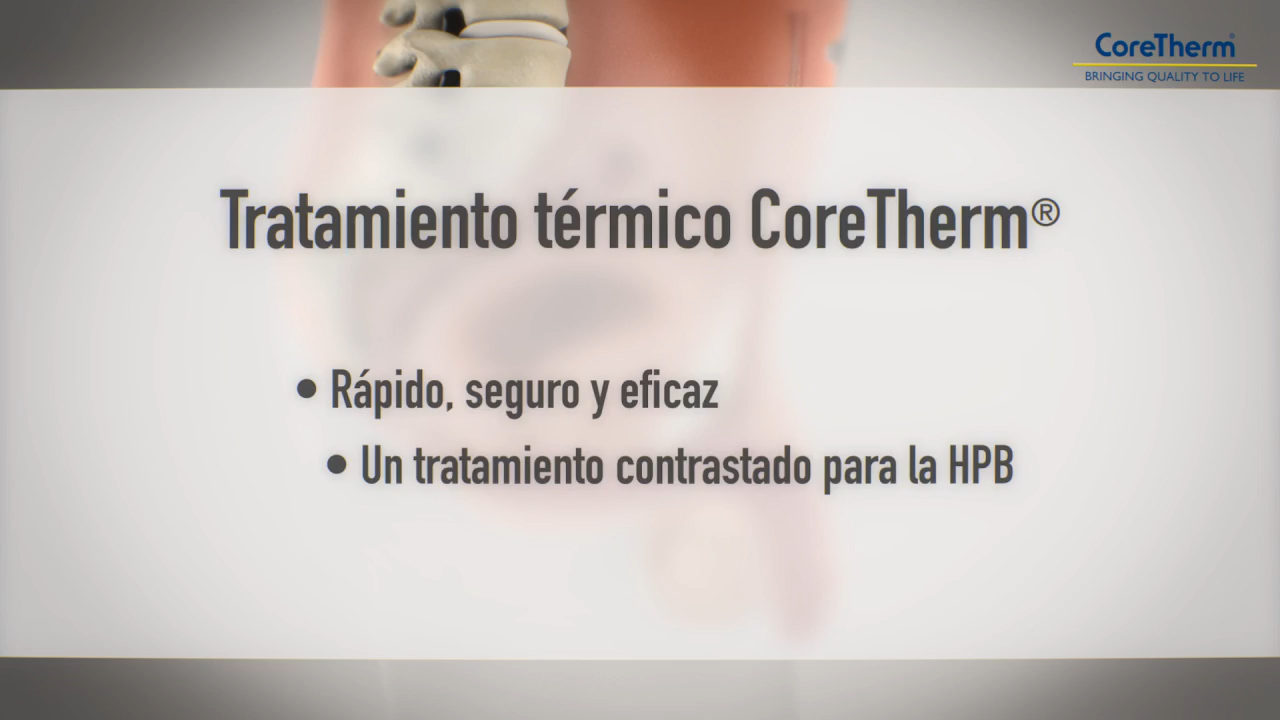 CoreTherm®
BRINGING QUALITY TO LIFE
Tratamiento térmico CoreTherm®
• Rápido, seguro y eficaz
• Un tratamiento contrastado para la HPB